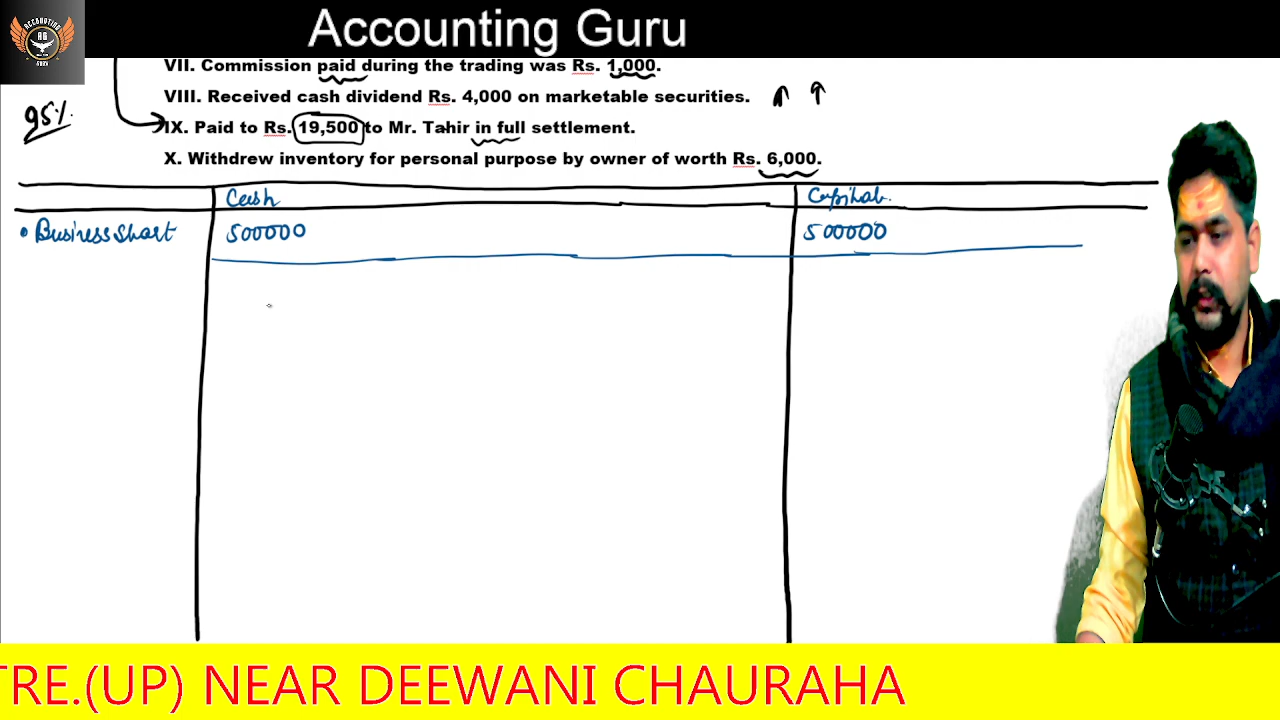 ACCOUNTING
AG
GURU
Accounting Guru
VII. Commission paid during the trading was Rs. 1,000.
VIII. Received cash dividend Rs. 4,000 on marketable securities.
95%
IX. Paid to Rs. 19,500 to Mr. Tahir in full settlement.
X. Withdrew inventory for personal purpose by owner of worth Rs. 6,000.
Cash Capital.
• Business Start 500000 500000
TRE.(UP) NEAR DEEWANI CHAURAHA